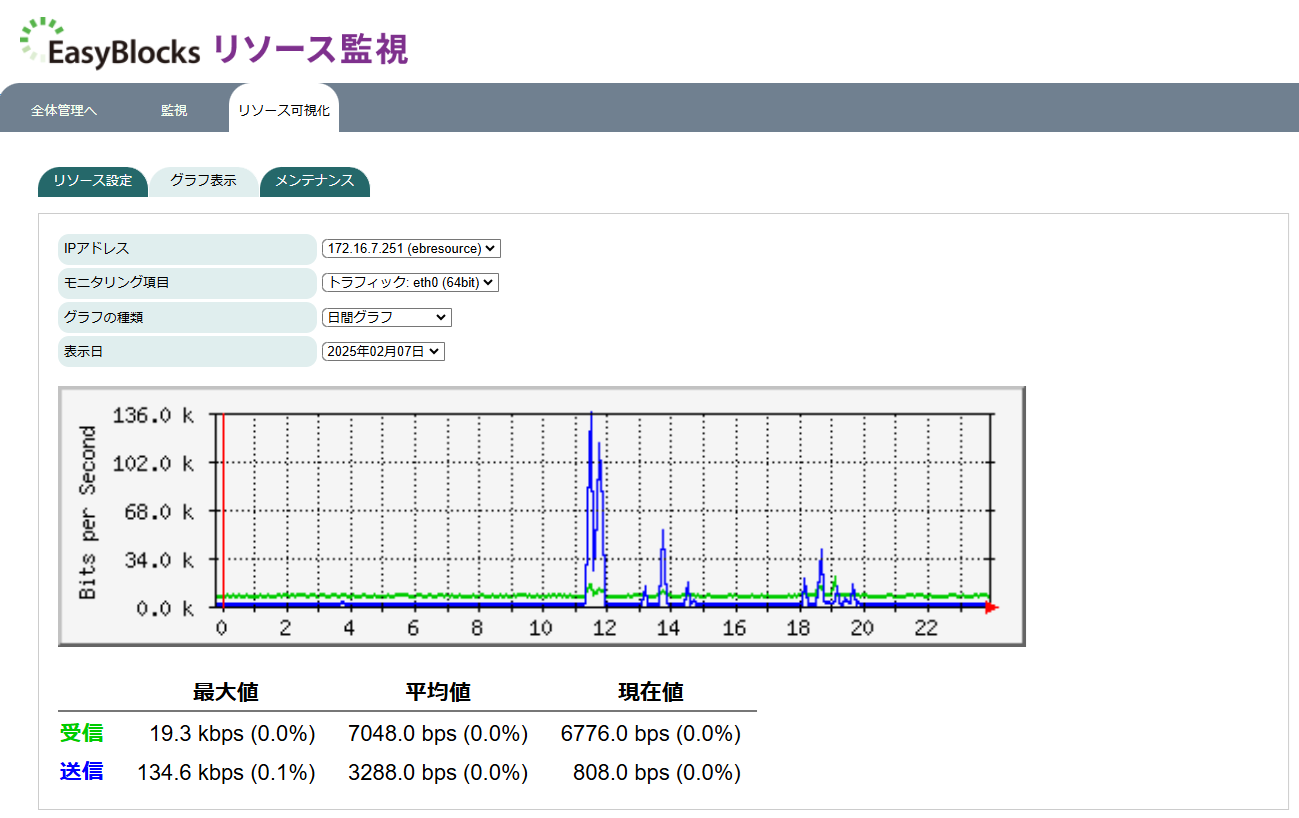 EasyBlocks リソース監視
全体管理へ 監視 リソース可視化
リソース設定 グラフ表示 メンテナンス
IPアドレス 172.16.7.251 (ebresource)
モニタリング項目 トラフィック: eth0 (64bit)
グラフの種類 日間グラフ
表示日 2025年02月07日
Bits per Second
136.0 k
102.0 k
68.0 k
34.0 k
0.0 k
0 2 4 6 8 10 12 14 16 18 20 22
最大値 平均値 現在値
受信 19.3 kbps (0.0%) 7048.0 bps (0.0%) 6776.0 bps (0.0%)
送信 134.6 kbps (0.1%) 3288.0 bps (0.0%) 808.0 bps (0.0%)